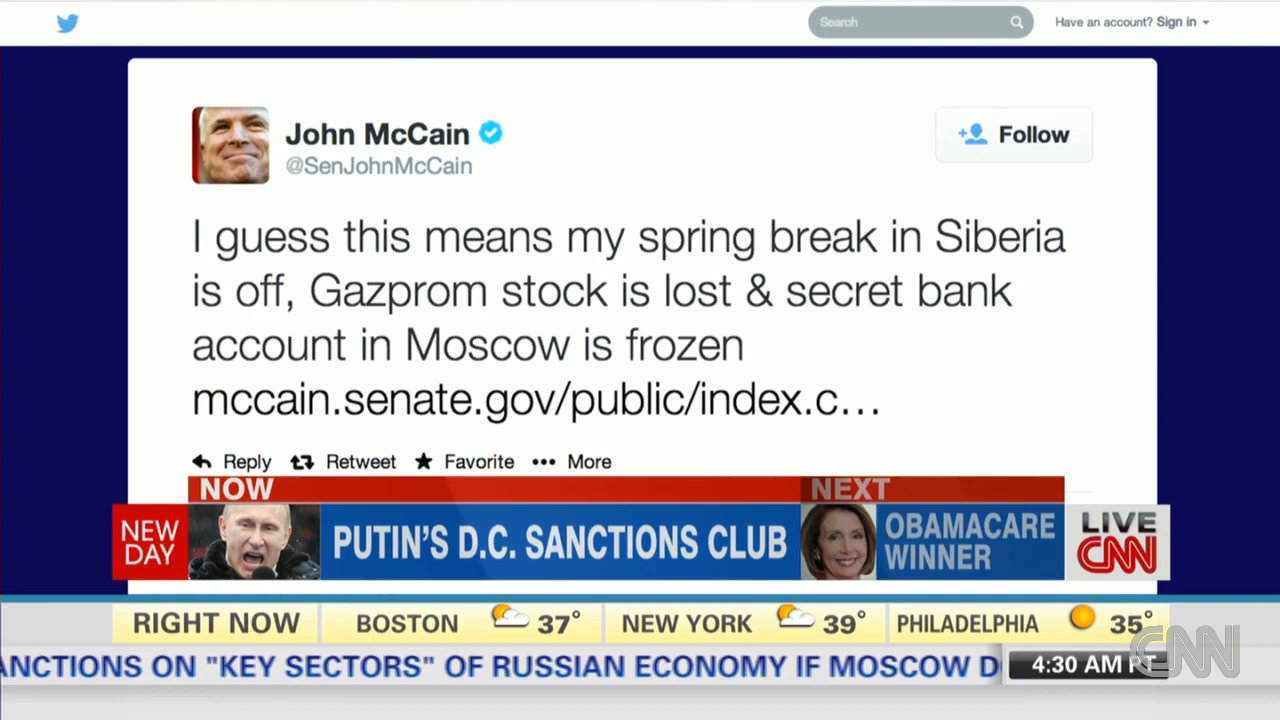 Search
Have an account? Sign in
John McCain
@SenJohnMcCain
Follow
I guess this means my spring break in Siberia
is off, Gazprom stock is lost & secret bank
account in Moscow is frozen
mccain.senate.gov/public/index.c...
Reply Retweet Favorite ••• More
NOW NEXT
NEW
DAY
PUTIN'S D.C. SANCTIONS CLUB
OBAMACARE
WINNER
LIVE
CNN
RIGHT NOW BOSTON 37° NEW YORK 39° PHILADELPHIA 35°
ANCTIONS ON "KEY SECTORS" OF RUSSIAN ECONOMY IF MOSCOW D
4:30 AM PT
CNN